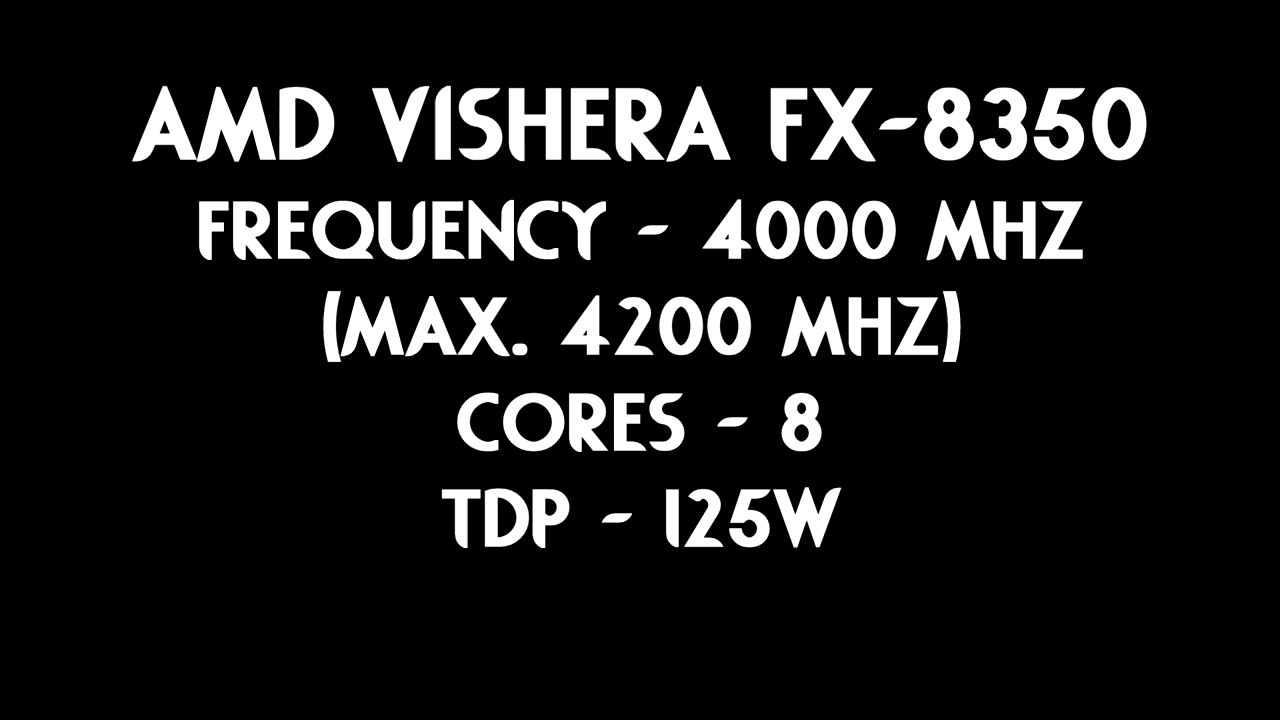 AMD VISHERA FX-8350
FREQUENCY - 4000 MHZ
(MAX. 4200 MHZ)
CORES - 8
TDP - 125W